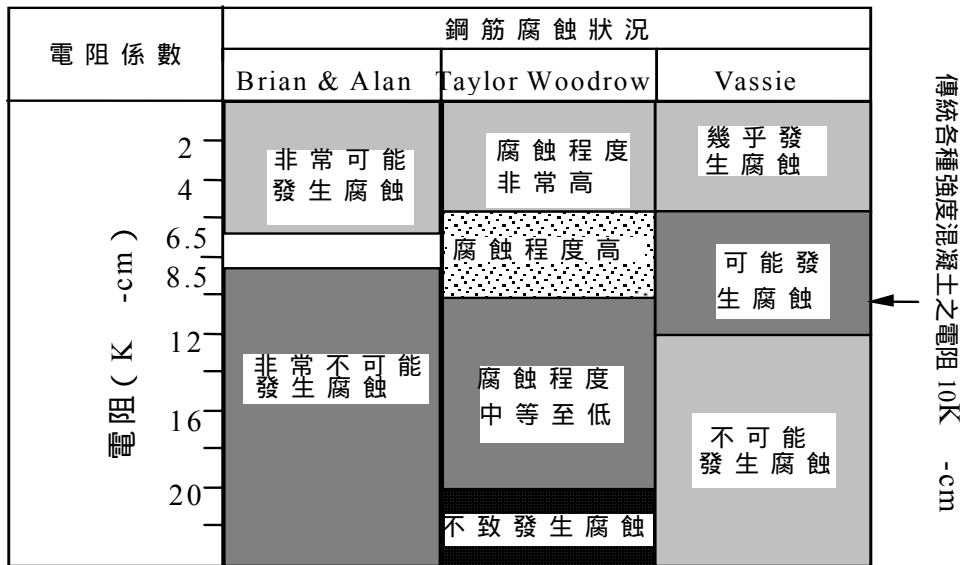 電阻係數
鋼筋腐蝕狀況
Brian & Alan
Taylor Woodrow
Vassie
電阻(K -cm)
2
4
6.5
8.5
12
16
20
非常可能
發生腐蝕
非常不可能
發生腐蝕
腐蝕程度
非常高
腐蝕程度高
腐蝕程度
中等至低
不致發生腐蝕
幾乎發
生腐蝕
可能發
生腐蝕
不可能
發生腐蝕
傳統各種強度混凝土之電阻10K -cm